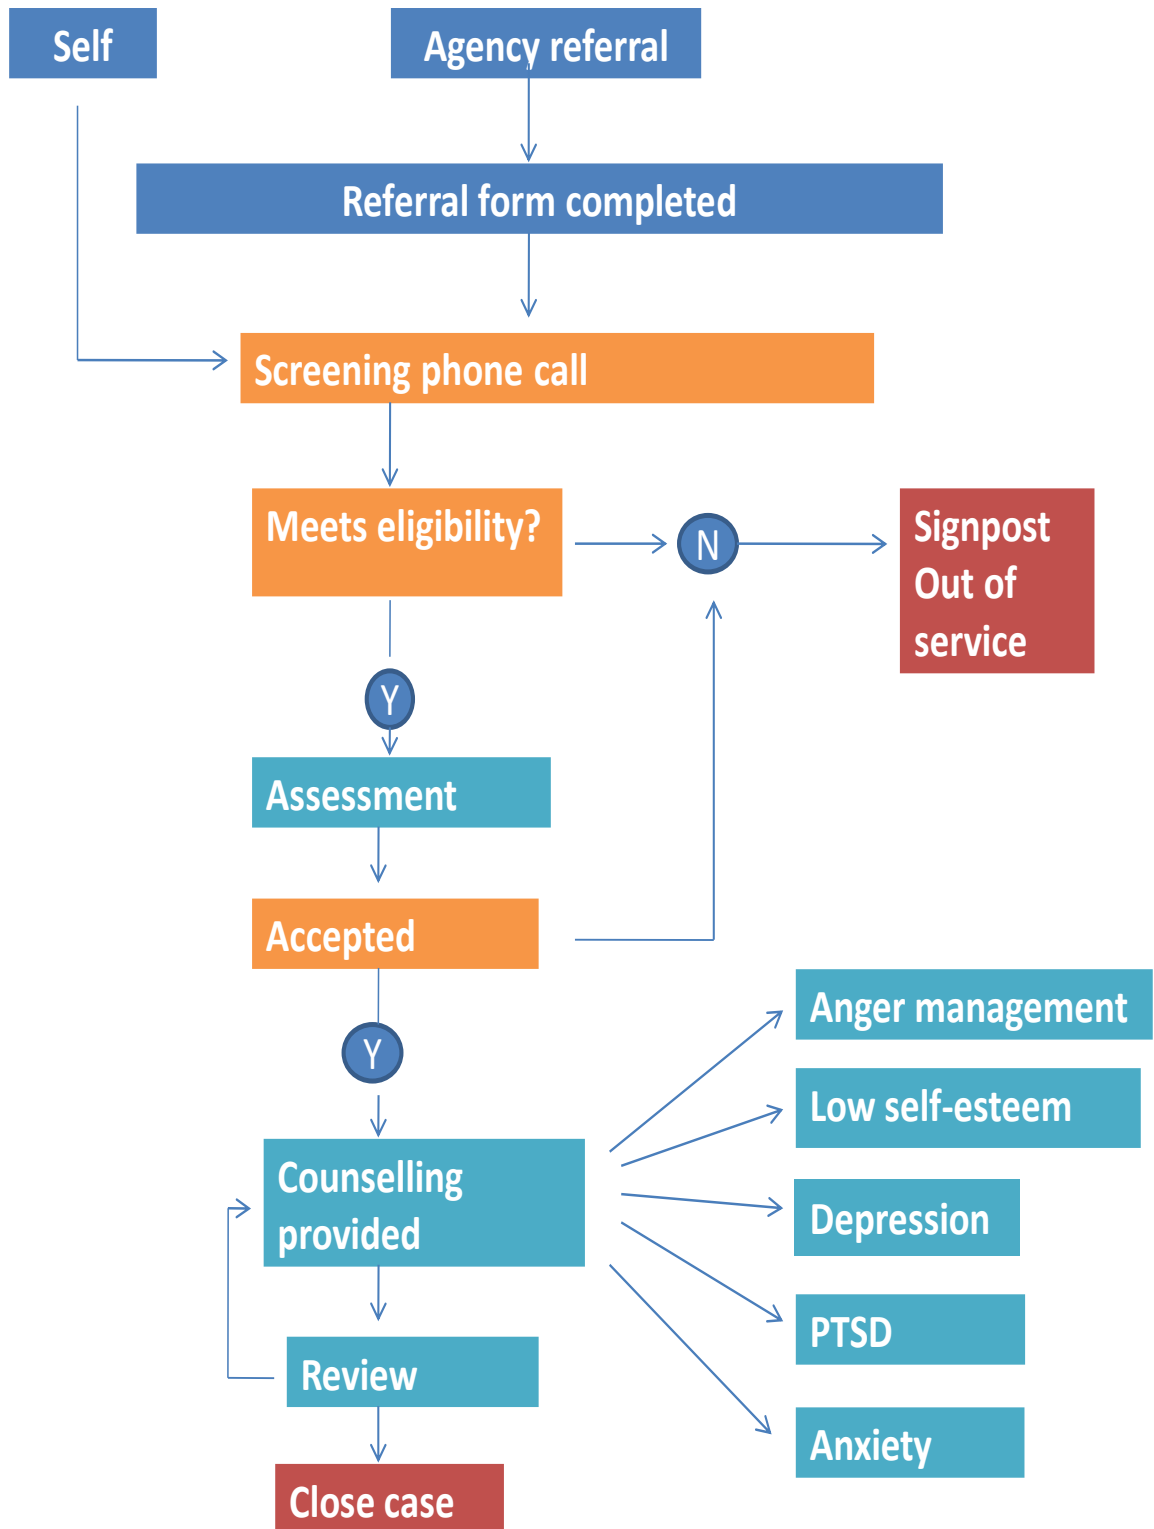 Self
Agency referral
Referral form completed
Screening phone call
Meets eligibility?
N
Signpost
Out of
service
Y
Assessment
Accepted
Y
Counselling
provided
Anger management
Low self-esteem
Depression
PTSD
Anxiety
Review
Close case